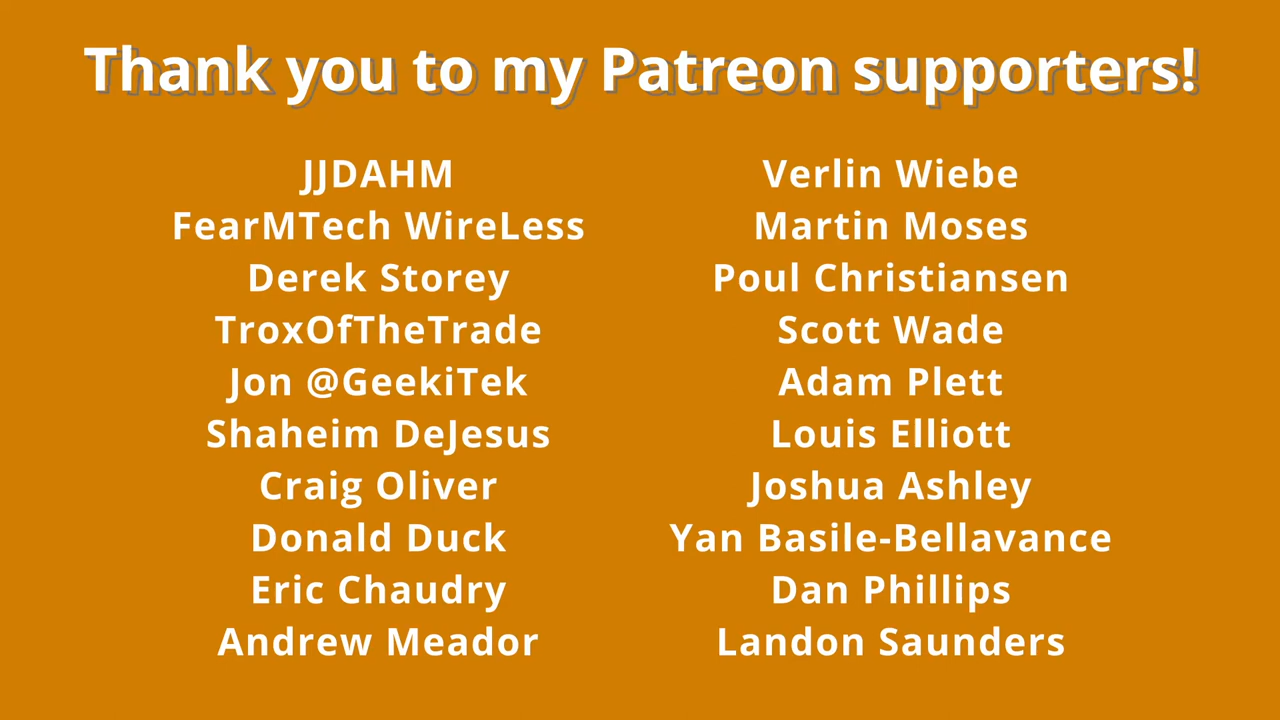 Thank you to my Patreon supporters!
JJDAHM
FearMTech WireLess
Derek Storey
TroxOfTheTrade
Jon @GeekiTek
Shaheim DeJesus
Craig Oliver
Donald Duck
Eric Chaudry
Andrew Meador
Verlin Wiebe
Martin Moses
Poul Christiansen
Scott Wade
Adam Plett
Louis Elliott
Joshua Ashley
Yan Basile-Bellavance
Dan Phillips
Landon Saunders